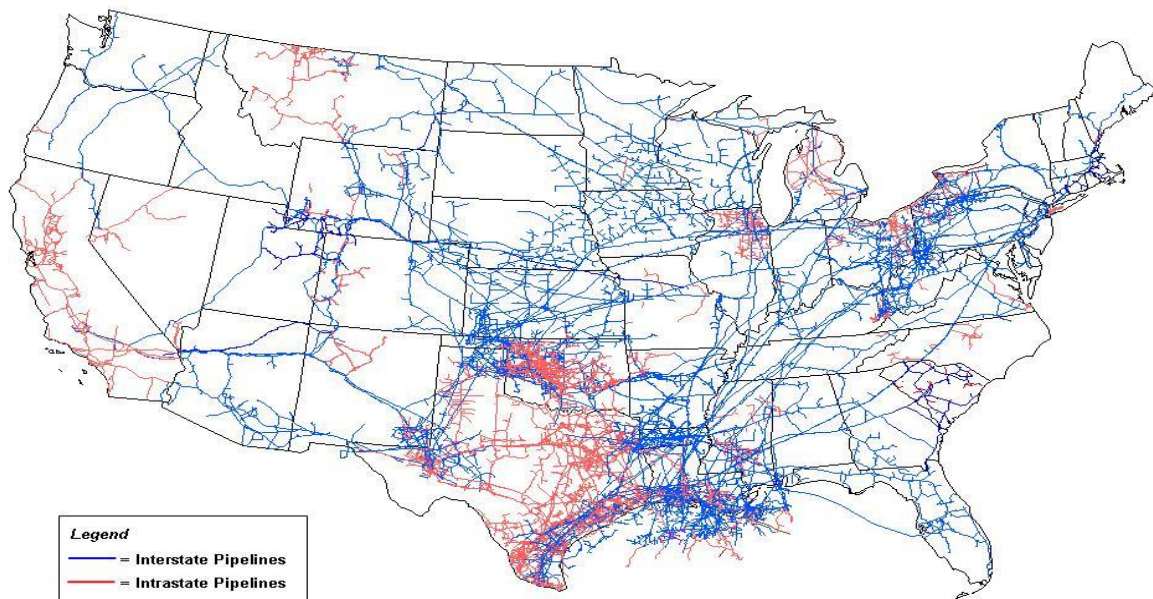 Legend
= Interstate Pipelines
= Intrastate Pipelines